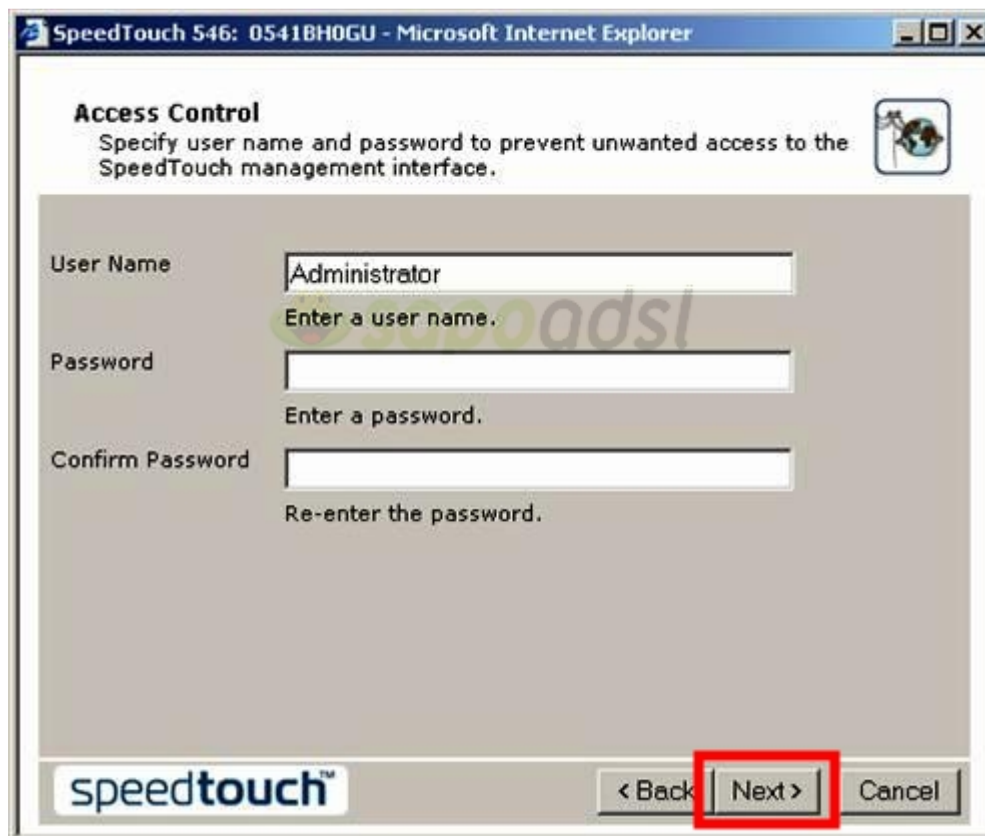 SpeedTouch 546: 0541BH0GU - Microsoft Internet Explorer
Access Control
Specify user name and password to prevent unwanted access to the
SpeedTouch management interface.
User Name
Administrator
Enter a user name.
sapoadsl
Password
Enter a password.
Confirm Password
Re-enter the password.
speedtouch™
< Back
Next >
Cancel